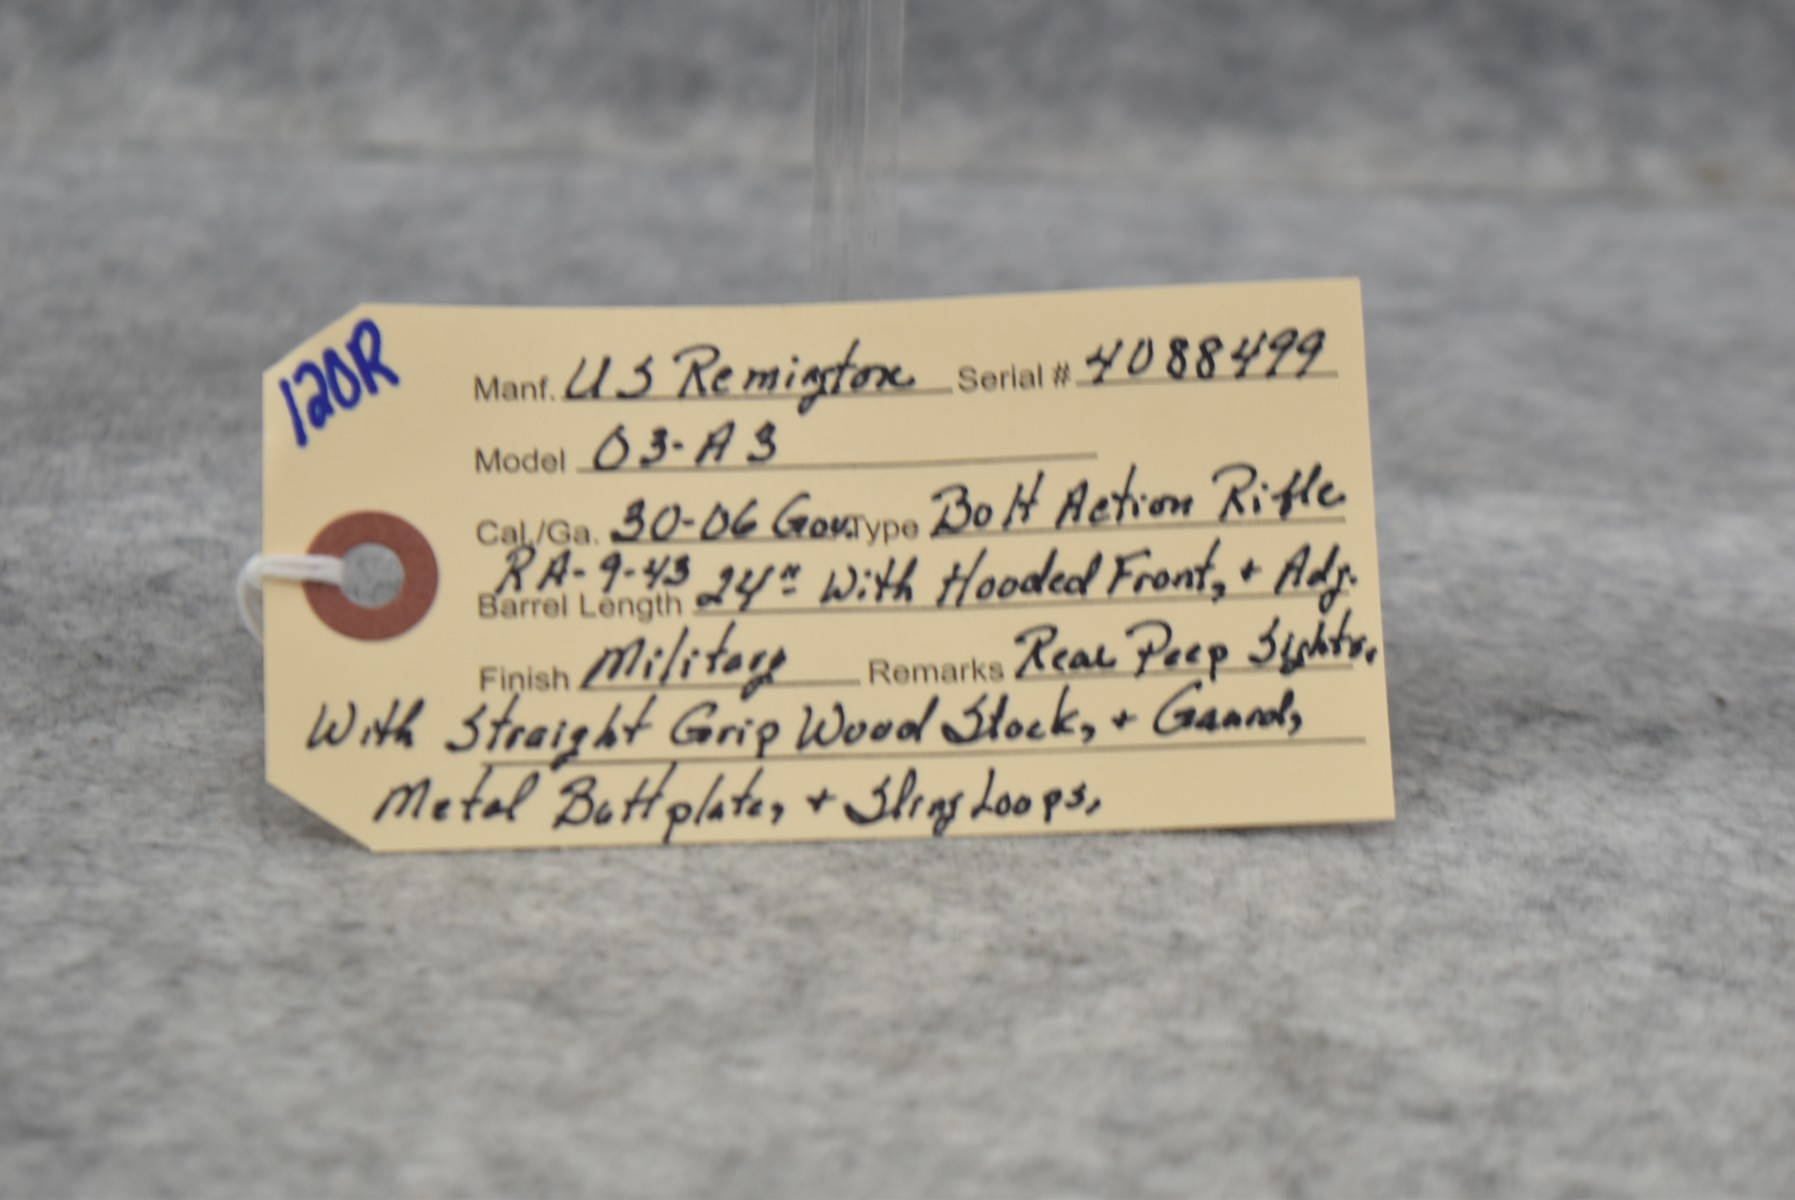 120R
Manf. US Remington Serial # 4088499
Model 03-A3
Cal./Ga. 30-06 Gov. Type Bolt Action Rifle
RA-9-43
Barrel Length 24" With Hooded Front, + Adj.
Finish Military Remarks Rear Peep Sights.
With Straight Grip Wood Stock, + Guard,
Metal Buttplate, + Sling Loops,